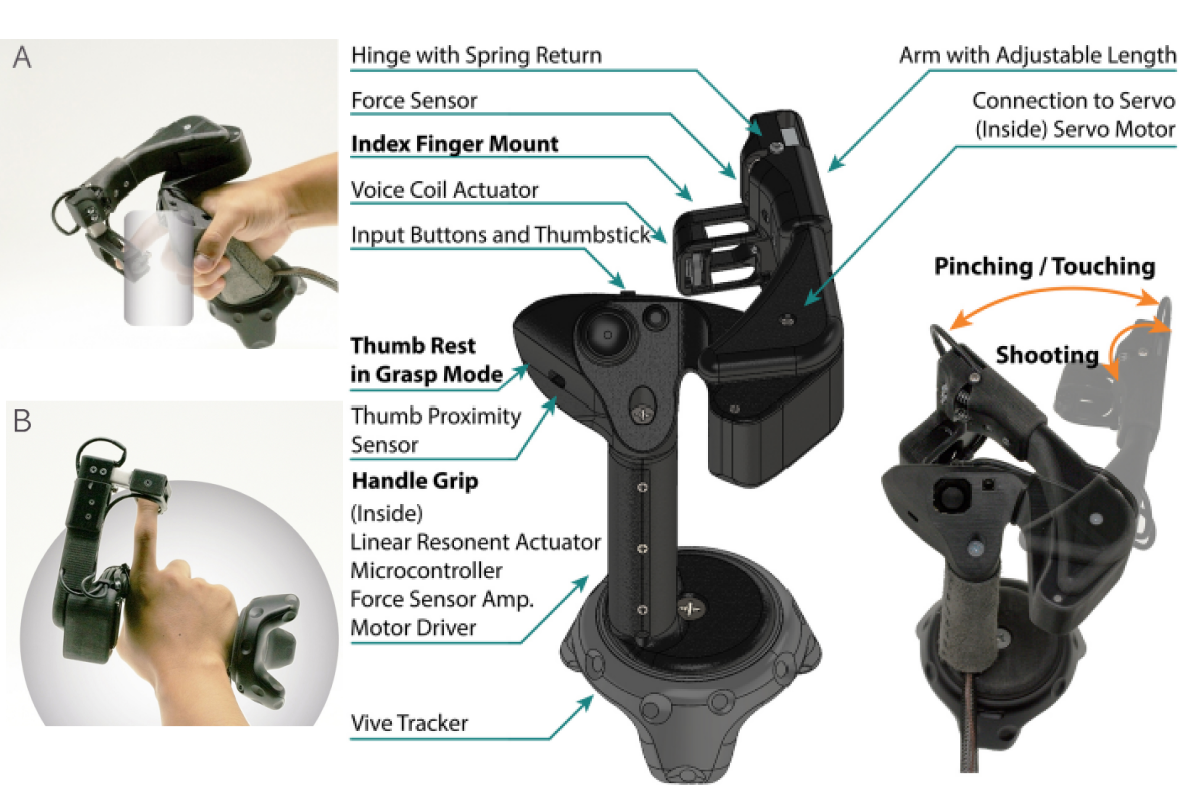 A
Hinge with Spring Return
Force Sensor
Index Finger Mount
Voice Coil Actuator
Input Buttons and Thumbstick
Thumb Rest
in Grasp Mode
Thumb Proximity
Sensor
Handle Grip
(Inside)
Linear Resonent Actuator
Microcontroller
Force Sensor Amp.
Motor Driver
Vive Tracker
Arm with Adjustable Length
Connection to Servo
(Inside) Servo Motor
Pinching / Touching
Shooting
B